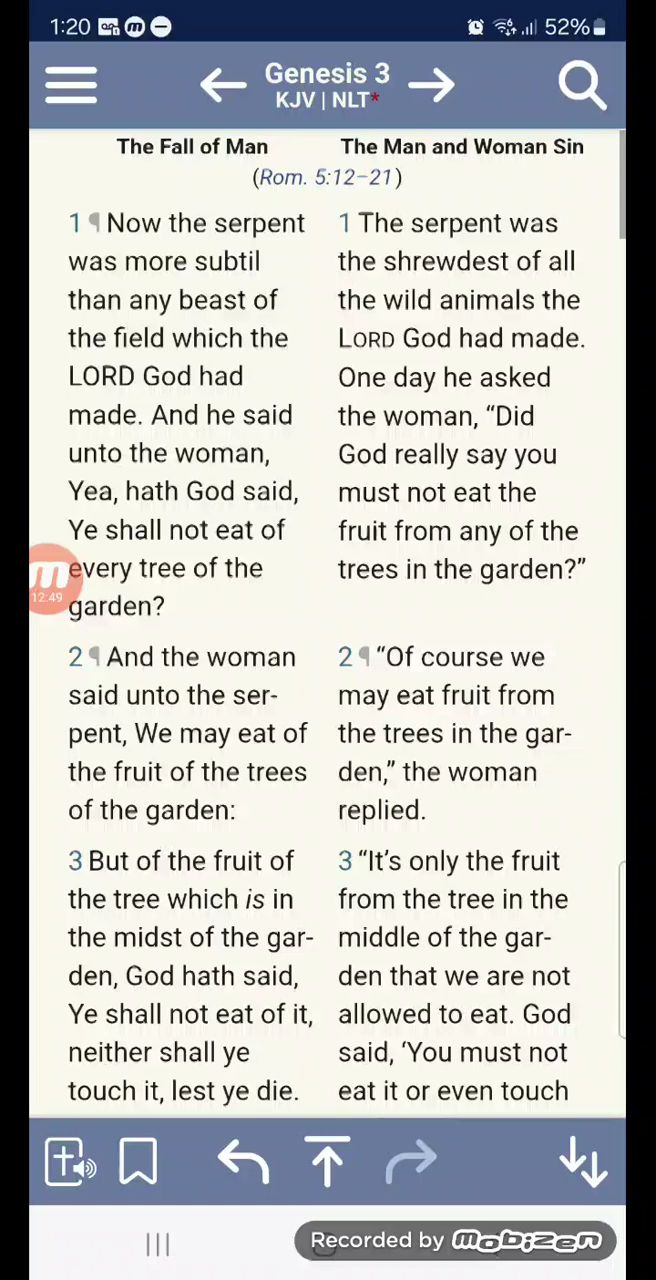 1:20
52%
Genesis 3
KJV | NLT*
The Fall of Man
The Man and Woman Sin
(Rom. 5:12–21)
1 ¶ Now the serpent
was more subtil
than any beast of
the field which the
LORD God had
made. And he said
unto the woman,
Yea, hath God said,
Ye shall not eat of
every tree of the
garden?
2 ¶ And the woman
said unto the ser-
pent, We may eat of
the fruit of the trees
of the garden:
3 But of the fruit of
the tree which is in
the midst of the gar-
den, God hath said,
Ye shall not eat of it,
neither shall ye
touch it, lest ye die.
1 The serpent was
the shrewdest of all
the wild animals the
LORD God had made.
One day he asked
the woman, “Did
God really say you
must not eat the
fruit from any of the
trees in the garden?”
2 ¶ “Of course we
may eat fruit from
the trees in the gar-
den,” the woman
replied.
3 “It’s only the fruit
from the tree in the
middle of the gar-
den that we are not
allowed to eat. God
said, ‘You must not
eat it or even touch
m
12:49
Recorded by mobizen